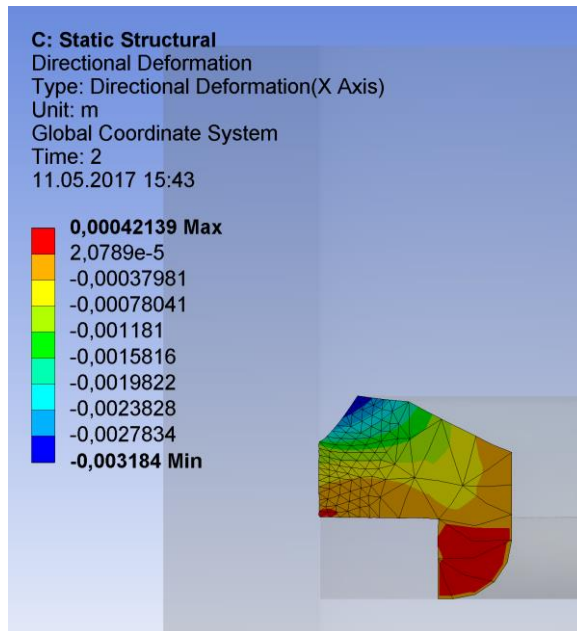 C: Static Structural
Directional Deformation
Type: Directional Deformation(X Axis)
Unit: m
Global Coordinate System
Time: 2
11.05.2017 15:43
0,00042139 Max
2,0789e-5
-0,00037981
-0,00078041
-0,001181
-0,0015816
-0,0019822
-0,0023828
-0,0027834
-0,003184 Min